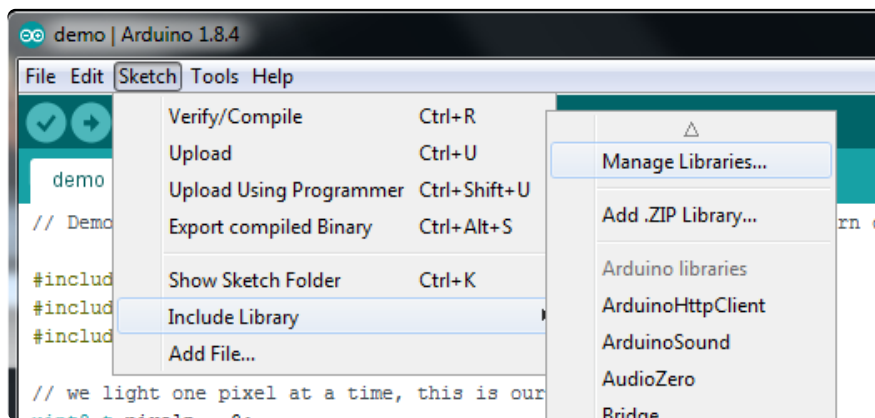 demo | Arduino 1.8.4
File Edit Sketch Tools Help
Verify/Compile Ctrl+R
Upload Ctrl+U
Upload Using Programmer Ctrl+Shift+U
Export compiled Binary Ctrl+Alt+S
Show Sketch Folder Ctrl+K
Include Library
Add File...
Manage Libraries...
Add .ZIP Library...
Arduino libraries
ArduinoHttpClient
ArduinoSound
AudioZero
Bridge
demo
// Demo
#includ
#includ
#includ
// we light one pixel at a time, this is our